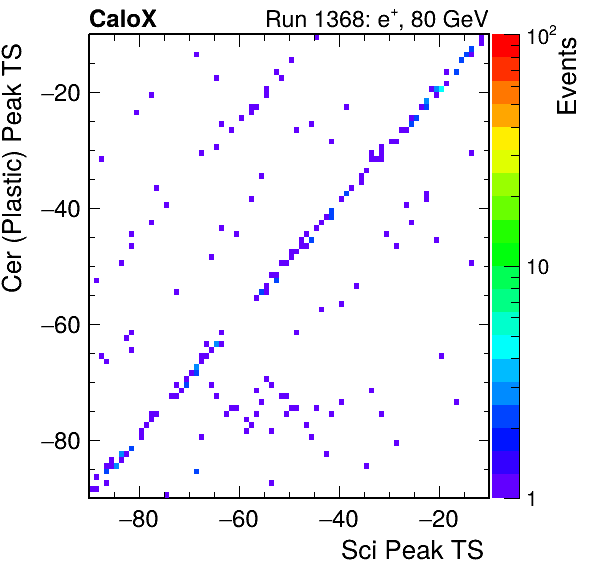 CaloX Run 1368: e⁺, 80 GeV
Cer (Plastic) Peak TS
−20
−40
−60
−80
−80 −60 −40 −20
Sci Peak TS
10²
10
1
Events